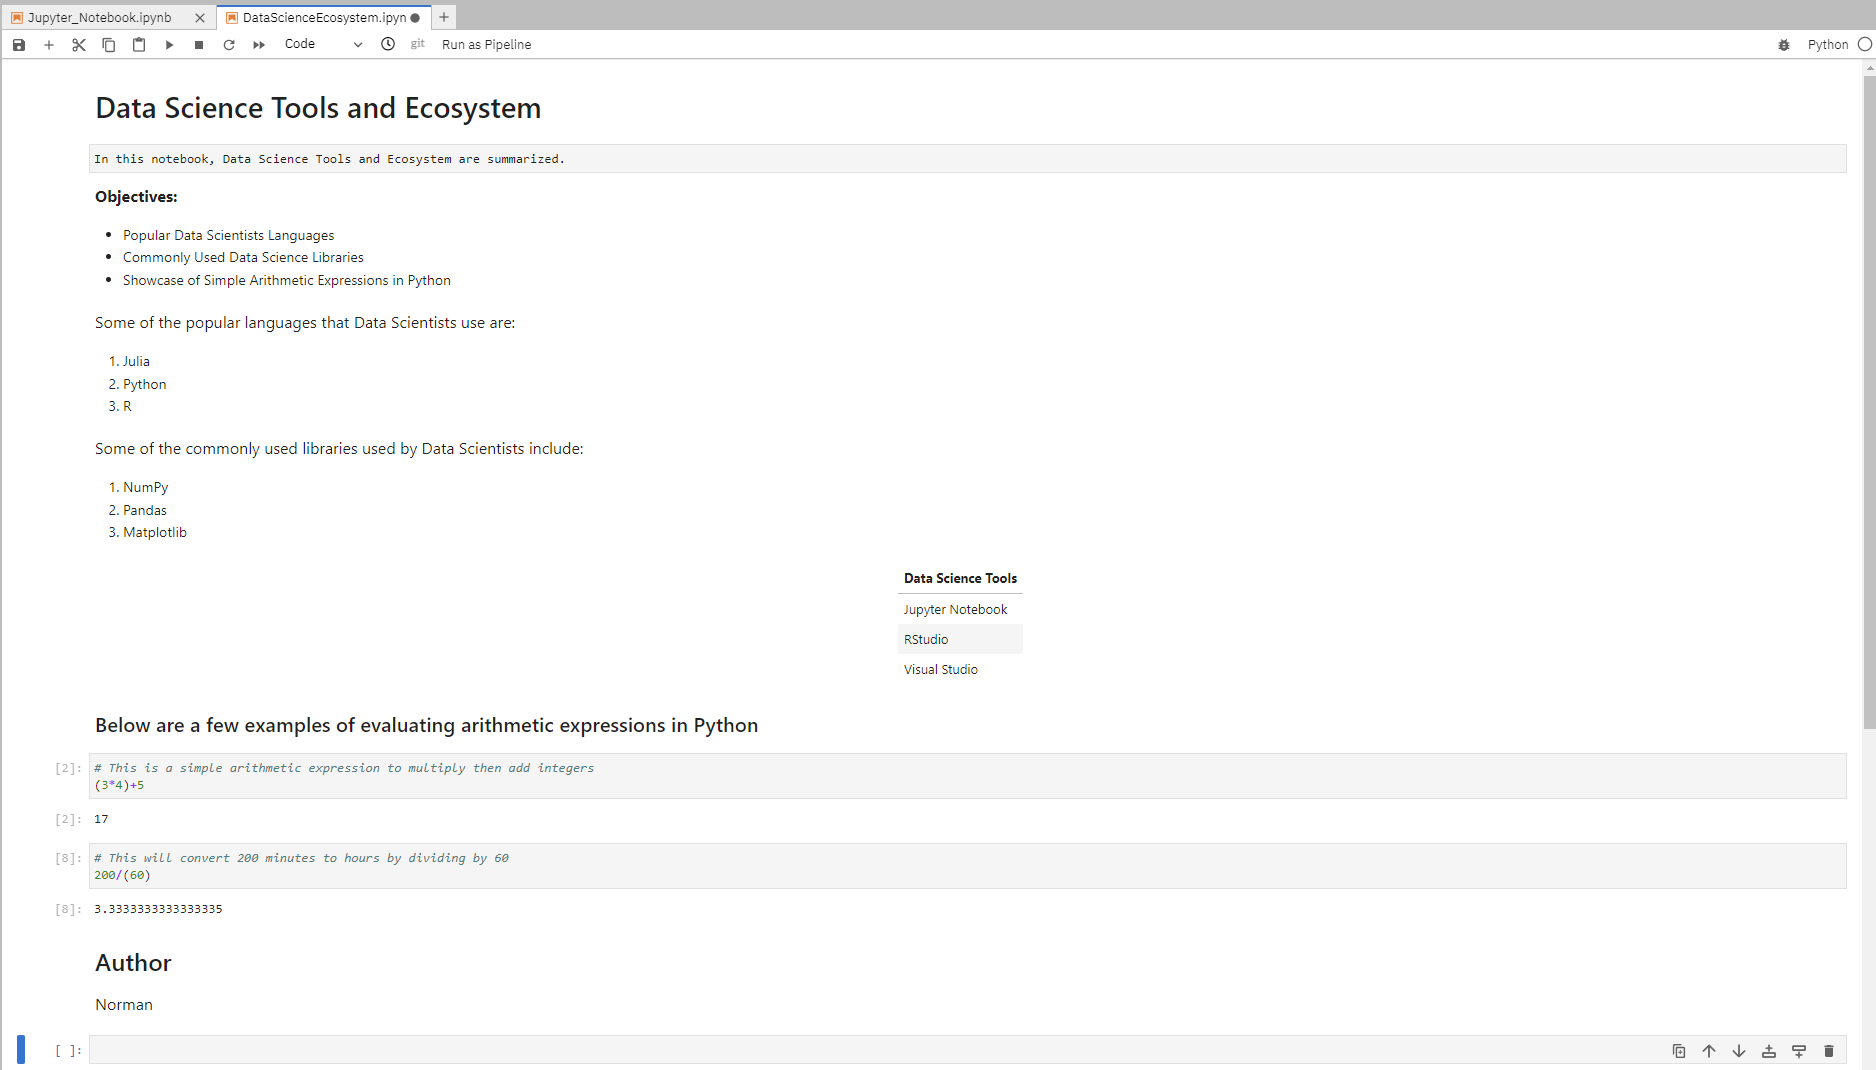 Jupyter_Notebook.ipynb
DataScienceEcosystem.ipyn
Code
git
Run as Pipeline
Python
Data Science Tools and Ecosystem
In this notebook, Data Science Tools and Ecosystem are summarized.
Objectives:
• Popular Data Scientists Languages
• Commonly Used Data Science Libraries
• Showcase of Simple Arithmetic Expressions in Python
Some of the popular languages that Data Scientists use are:
1. Julia
2. Python
3. R
Some of the commonly used libraries used by Data Scientists include:
1. NumPy
2. Pandas
3. Matplotlib
Data Science Tools
Jupyter Notebook
RStudio
Visual Studio
Below are a few examples of evaluating arithmetic expressions in Python
[2]: # This is a simple arithmetic expression to multiply then add integers
(3*4)+5
[2]: 17
[8]: # This will convert 200 minutes to hours by dividing by 60
200/(60)
[8]: 3.3333333333333335
Author
Norman
[ ]: